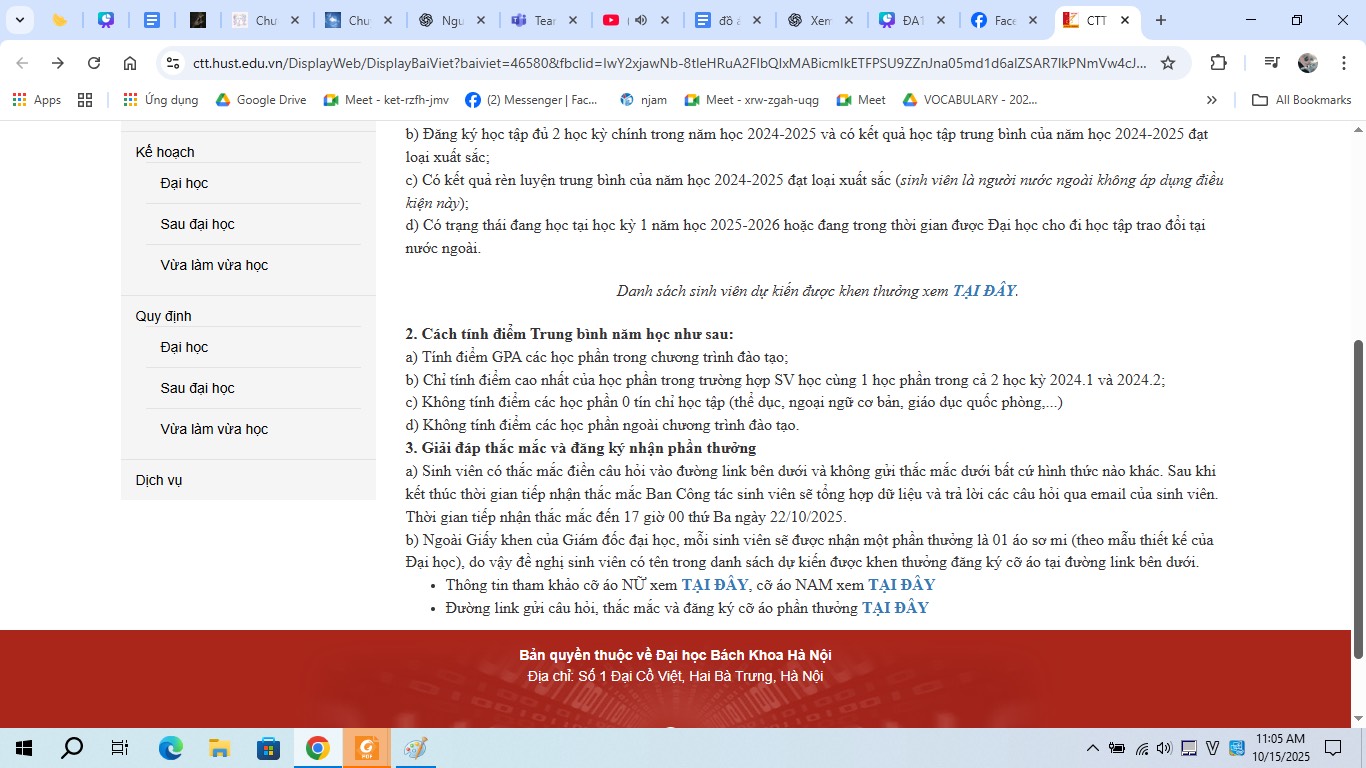 Chư
Chu
Ngu
Tear
đồ á
Xem
ĐA1
Face
CTT
ctt.hust.edu.vn/DisplayWeb/DisplayBaiViet?baiviet=46580&fbclid=IwY2xjawNb-8tleHRuA2FlbQIxMABicmlkETFPSU9ZZnJna05md1d6alZSAR7lkPNmVw4cJ...
Apps
Ứng dụng
Google Drive
Meet - ket-rzfh-jmv
(2) Messenger | Fac...
njam
Meet - xrw-zgah-uqg
Meet
VOCABULARY - 202...
»
All Bookmarks
Kế hoạch
Đại học
Sau đại học
Vừa làm vừa học
Quy định
Đại học
Sau đại học
Vừa làm vừa học
Dịch vụ
b) Đăng ký học tập đủ 2 học kỳ chính trong năm học 2024-2025 và có kết quả học tập trung bình của năm học 2024-2025 đạt
loại xuất sắc;
c) Có kết quả rèn luyện trung bình của năm học 2024-2025 đạt loại xuất sắc (sinh viên là người nước ngoài không áp dụng điều
kiện này);
d) Có trạng thái đang học tại học kỳ 1 năm học 2025-2026 hoặc đang trong thời gian được Đại học cho đi học tập trao đổi tại
nước ngoài.
Danh sách sinh viên dự kiến được khen thưởng xem TẠI ĐÂY.
2. Cách tính điểm Trung bình năm học như sau:
a) Tính điểm GPA các học phần trong chương trình đào tạo;
b) Chỉ tính điểm cao nhất của học phần trong trường hợp SV học cùng 1 học phần trong cả 2 học kỳ 2024.1 và 2024.2;
c) Không tính điểm các học phần 0 tín chỉ học tập (thể dục, ngoại ngữ cơ bản, giáo dục quốc phòng,...)
d) Không tính điểm các học phần ngoài chương trình đào tạo.
3. Giải đáp thắc mắc và đăng ký nhận phần thưởng
a) Sinh viên có thắc mắc điền câu hỏi vào đường link bên dưới và không gửi thắc mắc dưới bất cứ hình thức nào khác. Sau khi
kết thúc thời gian tiếp nhận thắc mắc Ban Công tác sinh viên sẽ tổng hợp dữ liệu và trả lời các câu hỏi qua email của sinh viên.
Thời gian tiếp nhận thắc mắc đến 17 giờ 00 thứ Ba ngày 22/10/2025.
b) Ngoài Giấy khen của Giám đốc đại học, mỗi sinh viên sẽ được nhận một phần thưởng là 01 áo sơ mi (theo mẫu thiết kế của
Đại học), do vậy đề nghị sinh viên có tên trong danh sách dự kiến được khen thưởng đăng ký cỡ áo tại đường link bên dưới.
• Thông tin tham khảo cỡ áo NỮ xem TẠI ĐÂY, cỡ áo NAM xem TẠI ĐÂY
• Đường link gửi câu hỏi, thắc mắc và đăng ký cỡ áo phần thưởng TẠI ĐÂY
Bản quyền thuộc về Đại học Bách Khoa Hà Nội
Địa chỉ: Số 1 Đại Cồ Việt, Hai Bà Trưng, Hà Nội
11:05 AM
10/15/2025